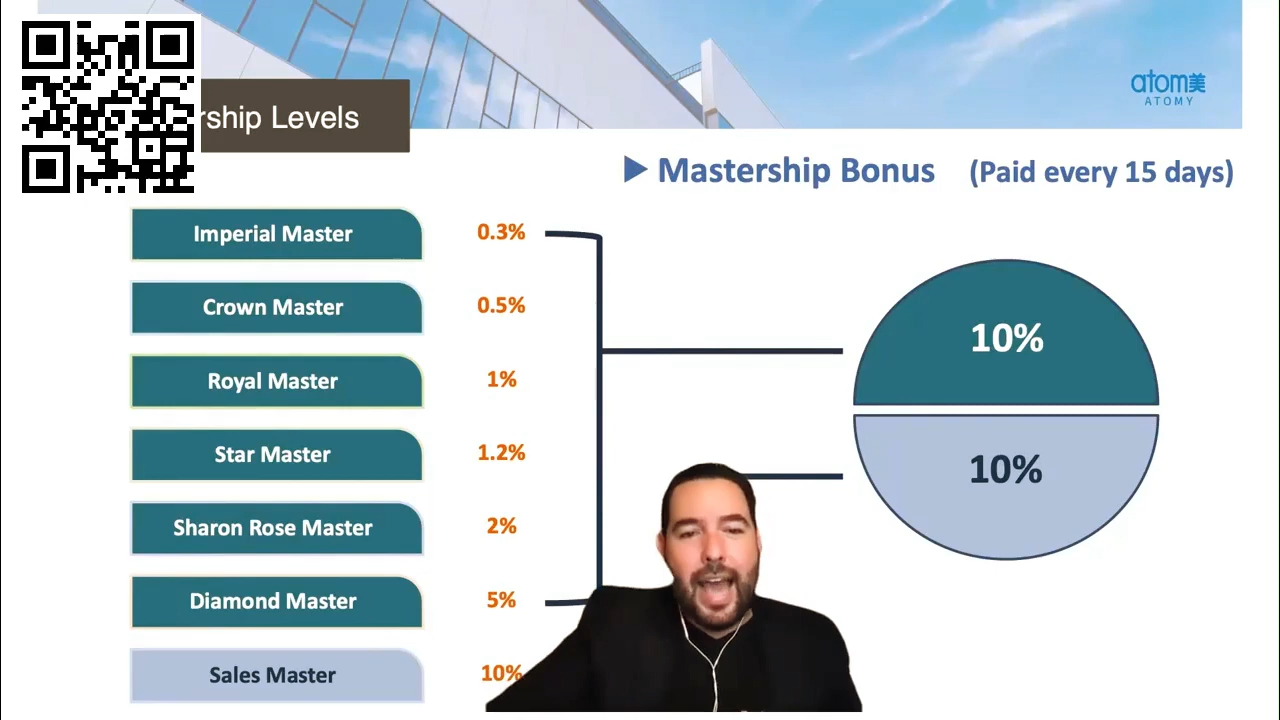 atom美
ATOMY
rship Levels
▶ Mastership Bonus (Paid every 15 days)
Imperial Master 0.3%
Crown Master 0.5%
Royal Master 1%
Star Master 1.2%
Sharon Rose Master 2%
Diamond Master 5%
Sales Master 10%
10%
10%